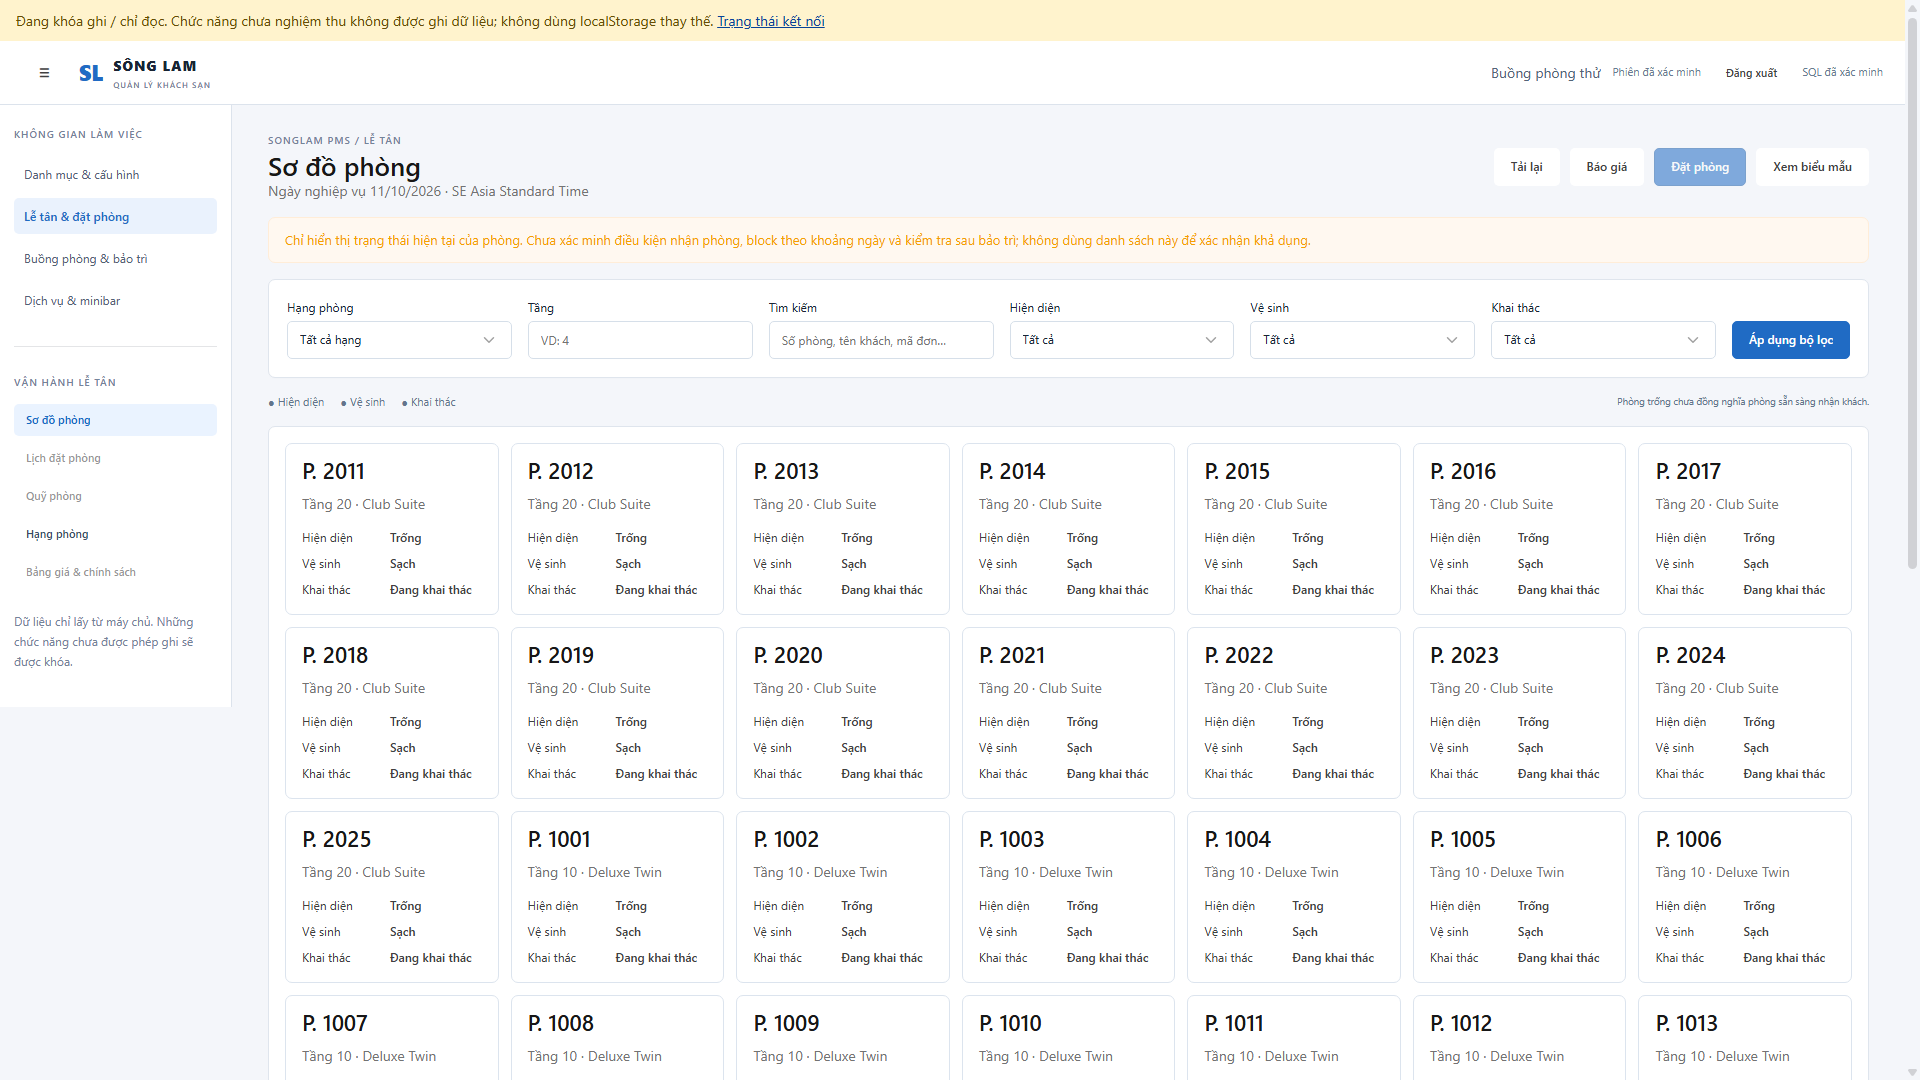 Đang khóa ghi / chỉ đọc. Chức năng chưa nghiệm thu không được ghi dữ liệu; không dùng localStorage thay thế. Trạng thái kết nối
☰ SL SÔNG LAM
QUẢN LÝ KHÁCH SẠN
Buồng phòng thử Phiên đã xác minh Đăng xuất SQL đã xác minh
KHÔNG GIAN LÀM VIỆC
Danh mục & cấu hình
Lễ tân & đặt phòng
Buồng phòng & bảo trì
Dịch vụ & minibar
VẬN HÀNH LỄ TÂN
Sơ đồ phòng
Lịch đặt phòng
Quỹ phòng
Hạng phòng
Bảng giá & chính sách
Dữ liệu chỉ lấy từ máy chủ. Những
chức năng chưa được phép ghi sẽ
được khóa.
SONGLAM PMS / LỄ TÂN
Sơ đồ phòng
Ngày nghiệp vụ 11/10/2026 · SE Asia Standard Time
Tải lại Báo giá Đặt phòng Xem biểu mẫu
Chỉ hiển thị trạng thái hiện tại của phòng. Chưa xác minh điều kiện nhận phòng, block theo khoảng ngày và kiểm tra sau bảo trì; không dùng danh sách này để xác nhận khả dụng.
Hạng phòng Tầng Tìm kiếm Hiện diện Vệ sinh Khai thác
Tất cả hạng VD: 4 Số phòng, tên khách, mã đơn... Tất cả Tất cả Tất cả Áp dụng bộ lọc
● Hiện diện ● Vệ sinh ● Khai thác
Phòng trống chưa đồng nghĩa phòng sẵn sàng nhận khách.
P. 2011 P. 2012 P. 2013 P. 2014 P. 2015 P. 2016 P. 2017
Tầng 20 · Club Suite Tầng 20 · Club Suite Tầng 20 · Club Suite Tầng 20 · Club Suite Tầng 20 · Club Suite Tầng 20 · Club Suite Tầng 20 · Club Suite
Hiện diện Trống Hiện diện Trống Hiện diện Trống Hiện diện Trống Hiện diện Trống Hiện diện Trống Hiện diện Trống
Vệ sinh Sạch Vệ sinh Sạch Vệ sinh Sạch Vệ sinh Sạch Vệ sinh Sạch Vệ sinh Sạch Vệ sinh Sạch
Khai thác Đang khai thác Khai thác Đang khai thác Khai thác Đang khai thác Khai thác Đang khai thác Khai thác Đang khai thác Khai thác Đang khai thác Khai thác Đang khai thác
P. 2018 P. 2019 P. 2020 P. 2021 P. 2022 P. 2023 P. 2024
Tầng 20 · Club Suite Tầng 20 · Club Suite Tầng 20 · Club Suite Tầng 20 · Club Suite Tầng 20 · Club Suite Tầng 20 · Club Suite Tầng 20 · Club Suite
Hiện diện Trống Hiện diện Trống Hiện diện Trống Hiện diện Trống Hiện diện Trống Hiện diện Trống Hiện diện Trống
Vệ sinh Sạch Vệ sinh Sạch Vệ sinh Sạch Vệ sinh Sạch Vệ sinh Sạch Vệ sinh Sạch Vệ sinh Sạch
Khai thác Đang khai thác Khai thác Đang khai thác Khai thác Đang khai thác Khai thác Đang khai thác Khai thác Đang khai thác Khai thác Đang khai thác Khai thác Đang khai thác
P. 2025 P. 1001 P. 1002 P. 1003 P. 1004 P. 1005 P. 1006
Tầng 20 · Club Suite Tầng 10 · Deluxe Twin Tầng 10 · Deluxe Twin Tầng 10 · Deluxe Twin Tầng 10 · Deluxe Twin Tầng 10 · Deluxe Twin Tầng 10 · Deluxe Twin
Hiện diện Trống Hiện diện Trống Hiện diện Trống Hiện diện Trống Hiện diện Trống Hiện diện Trống Hiện diện Trống
Vệ sinh Sạch Vệ sinh Sạch Vệ sinh Sạch Vệ sinh Sạch Vệ sinh Sạch Vệ sinh Sạch Vệ sinh Sạch
Khai thác Đang khai thác Khai thác Đang khai thác Khai thác Đang khai thác Khai thác Đang khai thác Khai thác Đang khai thác Khai thác Đang khai thác Khai thác Đang khai thác
P. 1007 P. 1008 P. 1009 P. 1010 P. 1011 P. 1012 P. 1013
Tầng 10 · Deluxe Twin Tầng 10 · Deluxe Twin Tầng 10 · Deluxe Twin Tầng 10 · Deluxe Twin Tầng 10 · Deluxe Twin Tầng 10 · Deluxe Twin Tầng 10 · Deluxe Twin